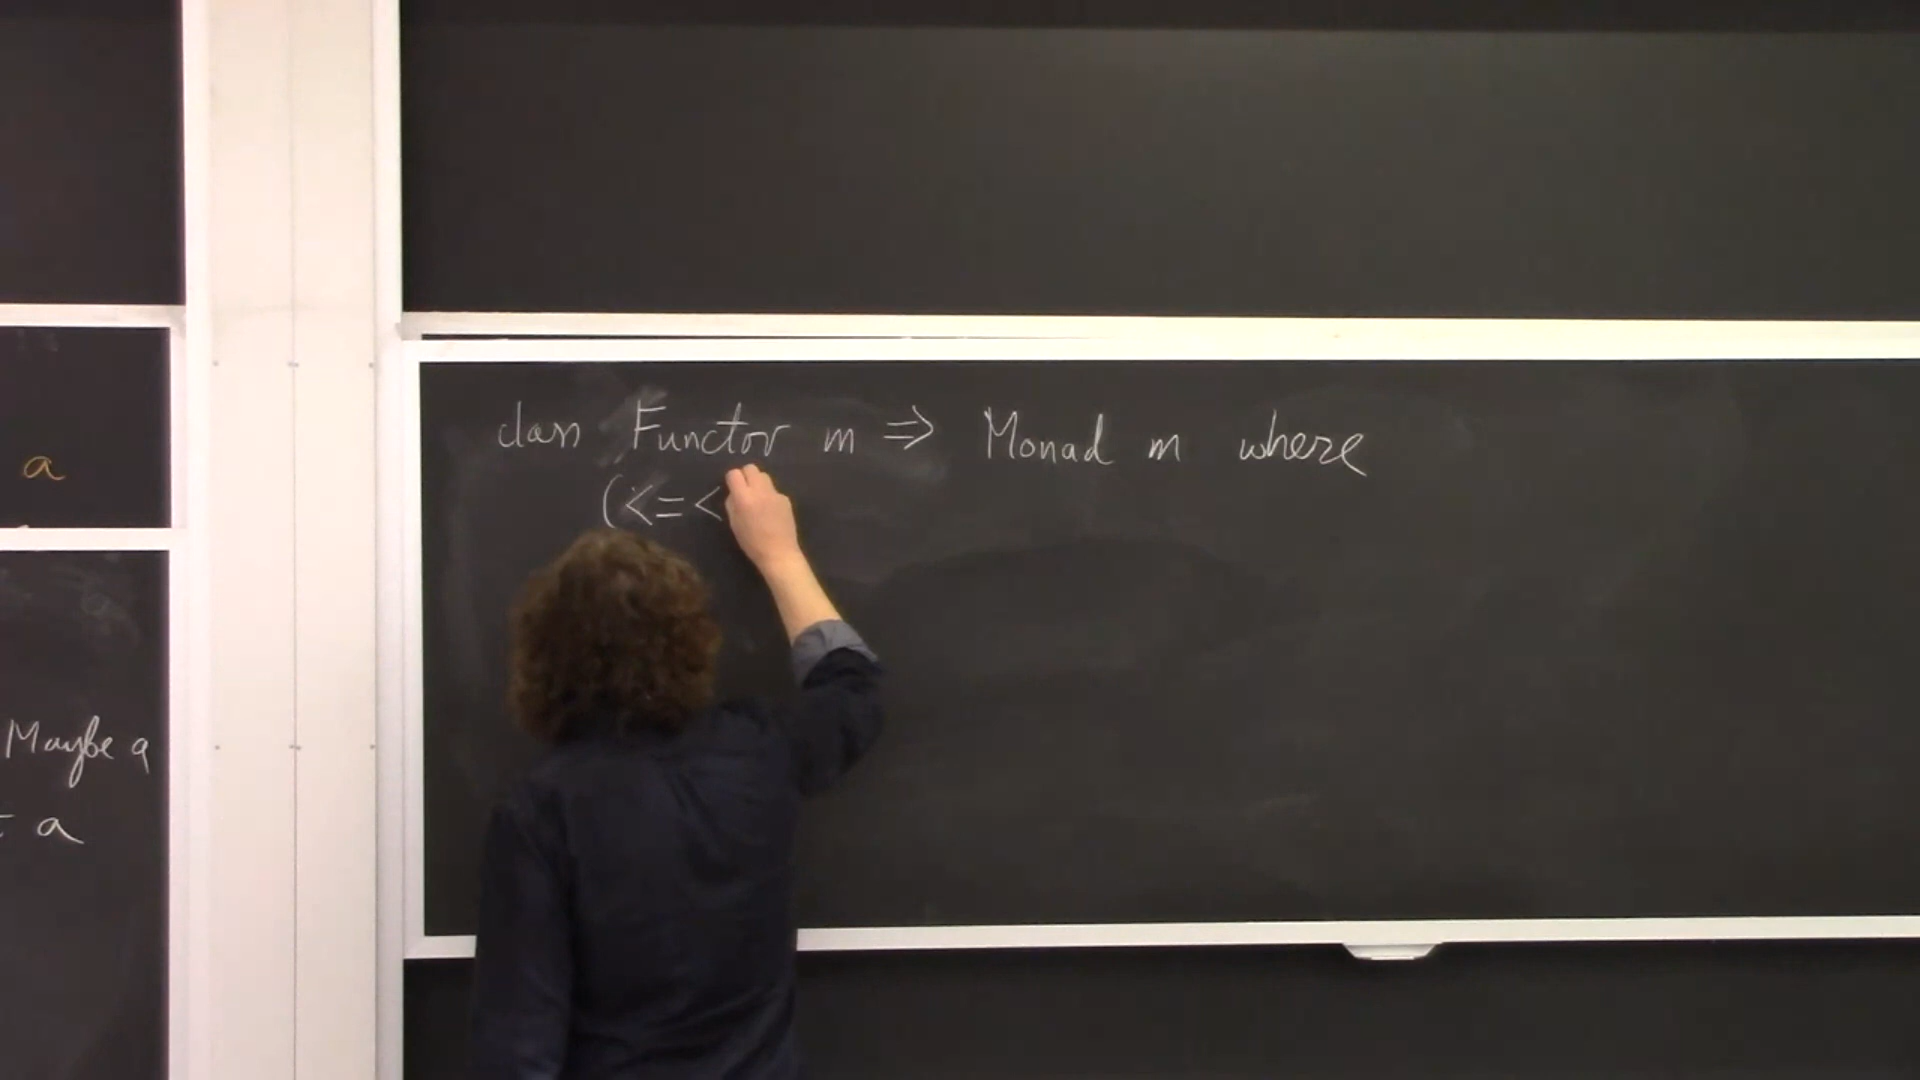 a
Maybe a
a
class Functor m => Monad m where
(<=<